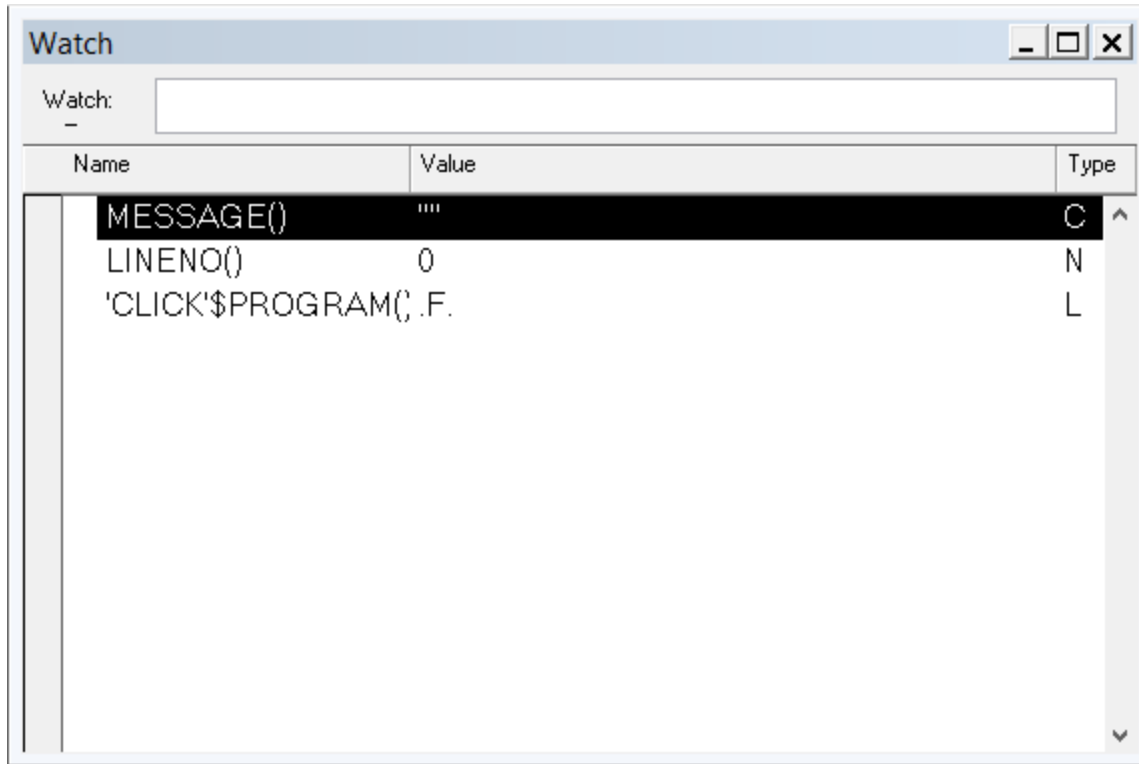 Watch
Watch:
Name Value Type
MESSAGE() "" C
LINENO() 0 N
'CLICK'$PROGRAM() .F. L